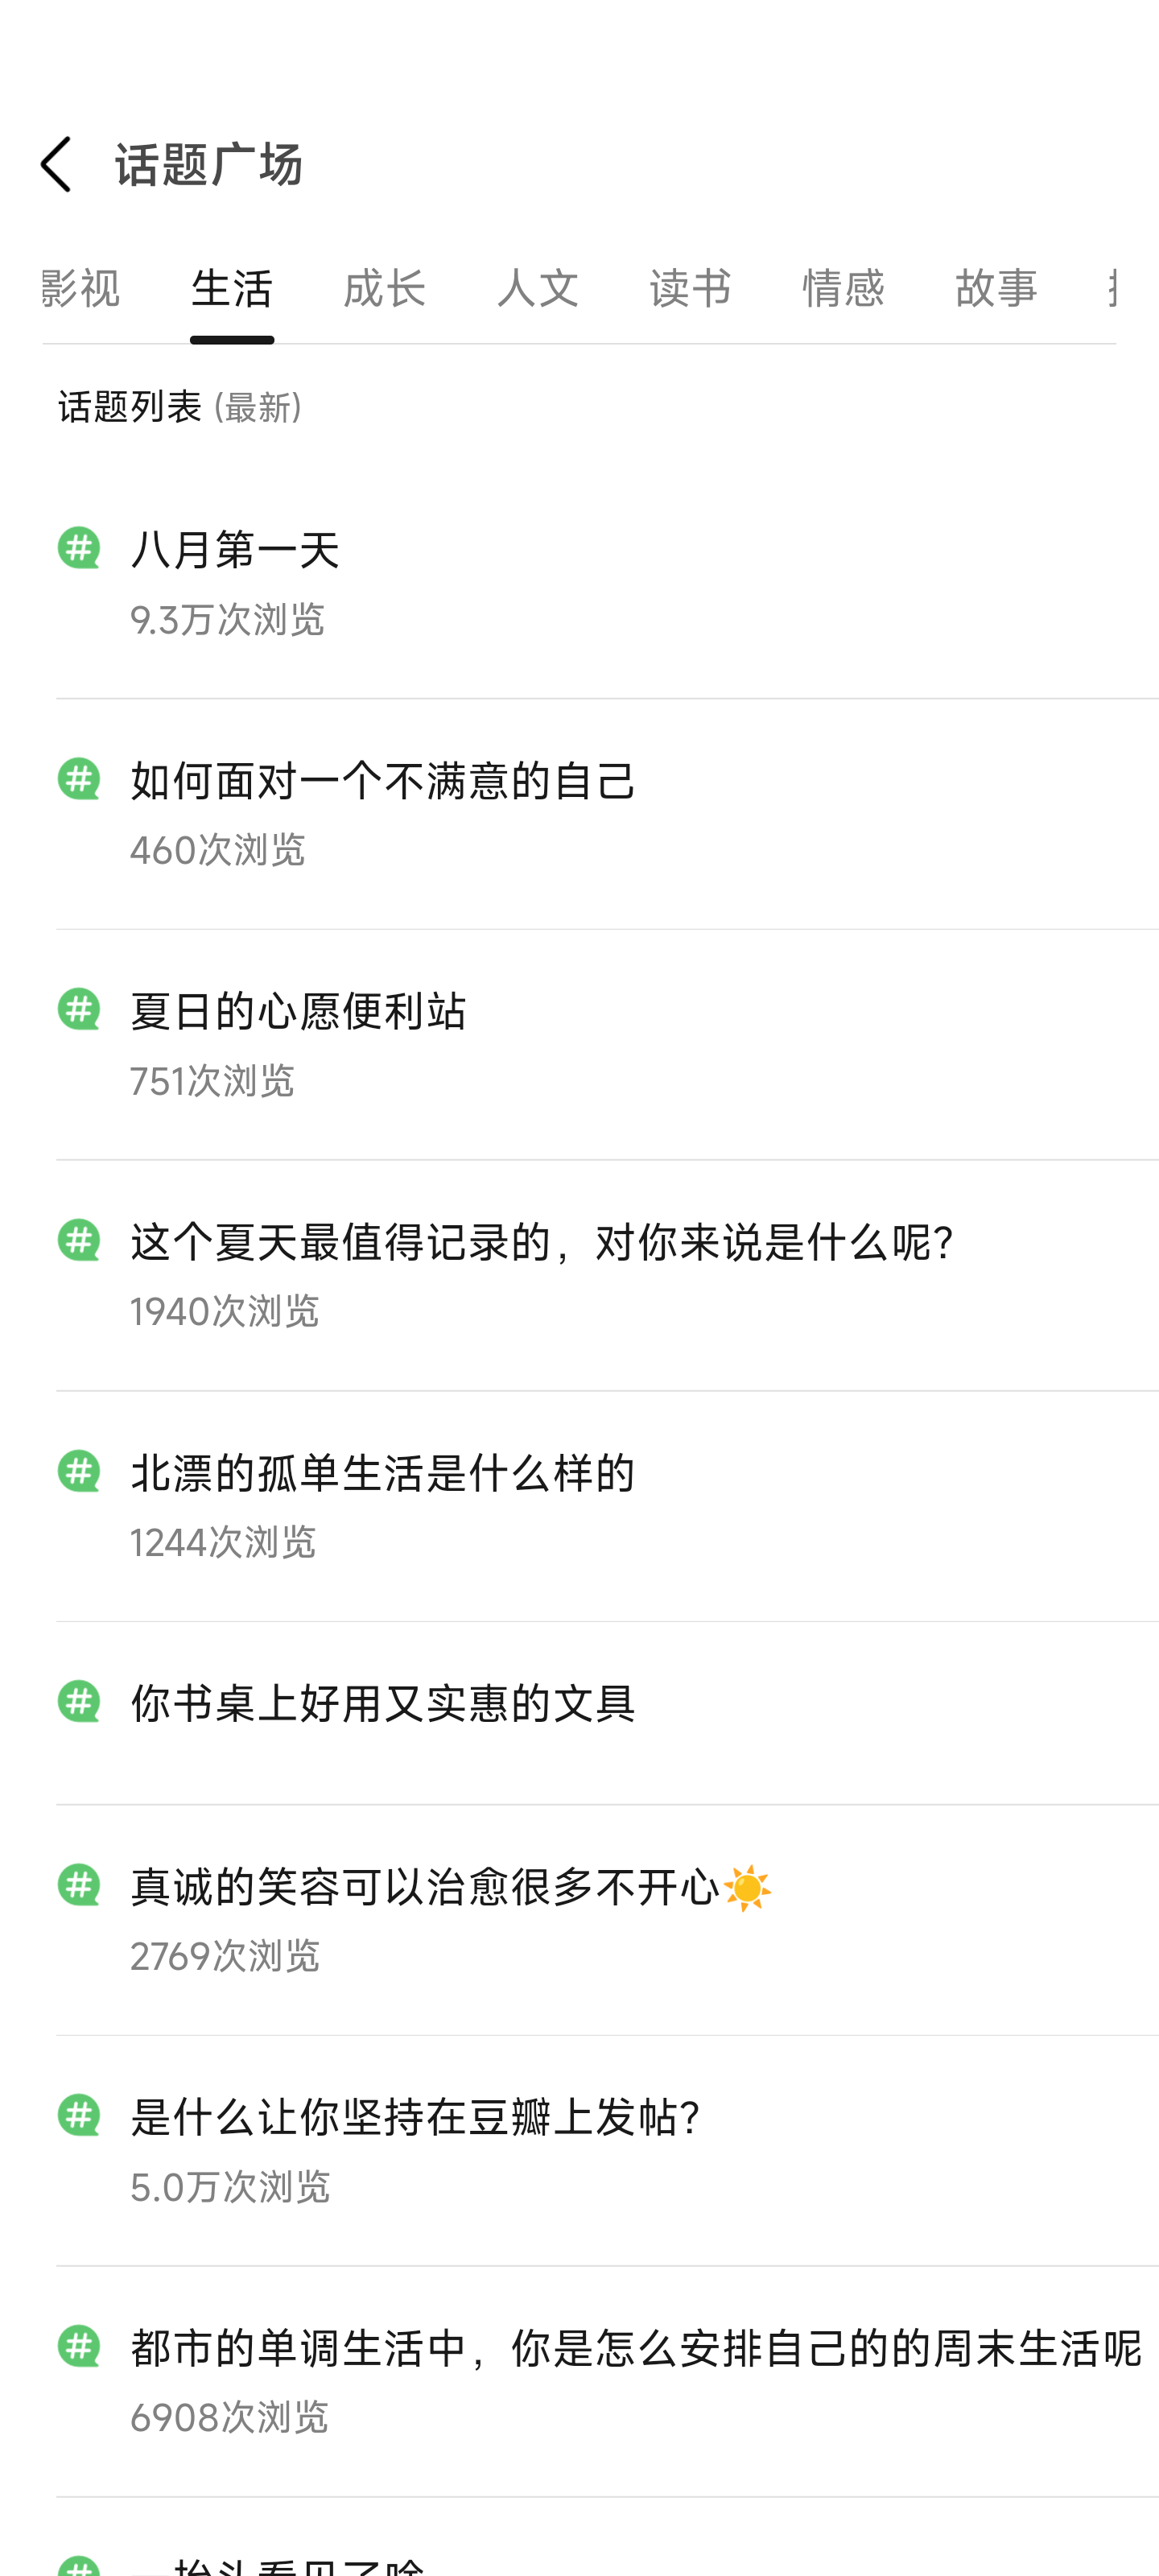 话题广场
影视 生活 成长 人文 读书 情感 故事
话题列表 (最新)
八月第一天
9.3万次浏览
如何面对一个不满意的自己
460次浏览
夏日的心愿便利站
751次浏览
这个夏天最值得记录的，对你来说是什么呢?
1940次浏览
北漂的孤单生活是什么样的
1244次浏览
你书桌上好用又实惠的文具
真诚的笑容可以治愈很多不开心☀️
2769次浏览
是什么让你坚持在豆瓣上发帖?
5.0万次浏览
都市的单调生活中，你是怎么安排自己的的周末生活呢
6908次浏览
一抬头看见了啥